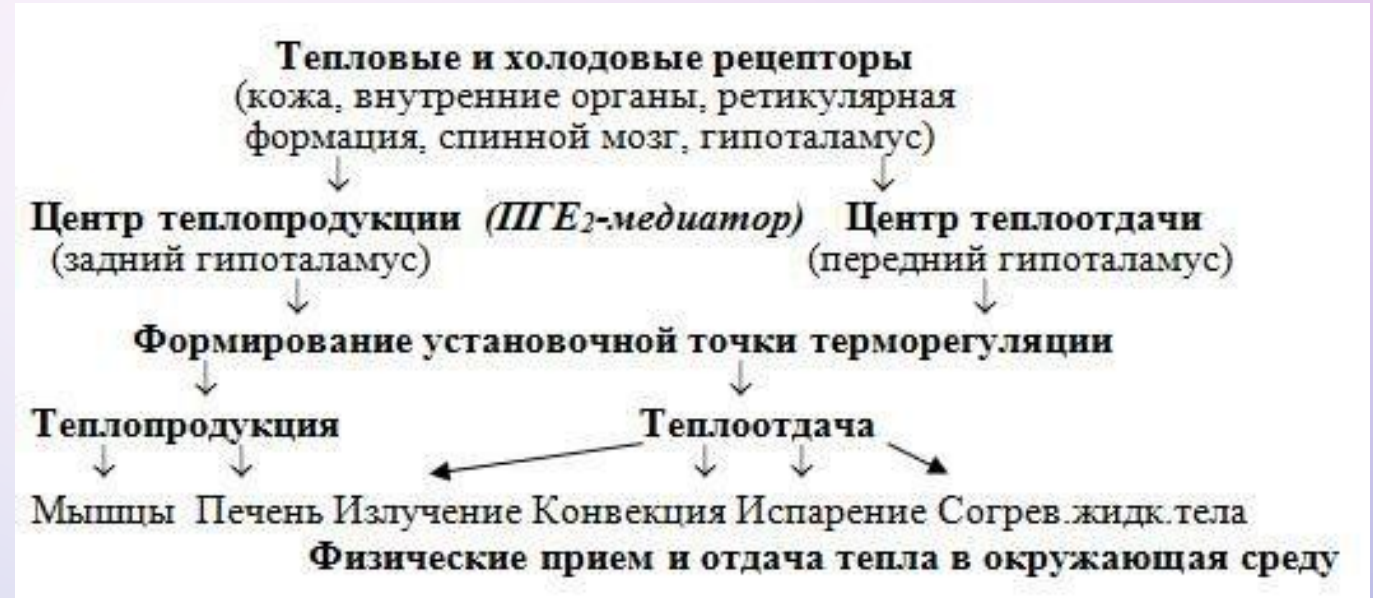 Тепловые и холодовые рецепторы
(кожа, внутренние органы, ретикулярная
формация, спинной мозг, гипоталамус)
Центр теплопродукции (ПГЕ₂-медиатор) Центр теплоотдачи
(задний гипоталамус) (передний гипоталамус)
Формирование установочной точки терморегуляции
Теплопродукция Теплоотдача
Мышцы Печень Излучение Конвекция Испарение Согрев.жидк.тела
Физические прием и отдача тепла в окружающая среду